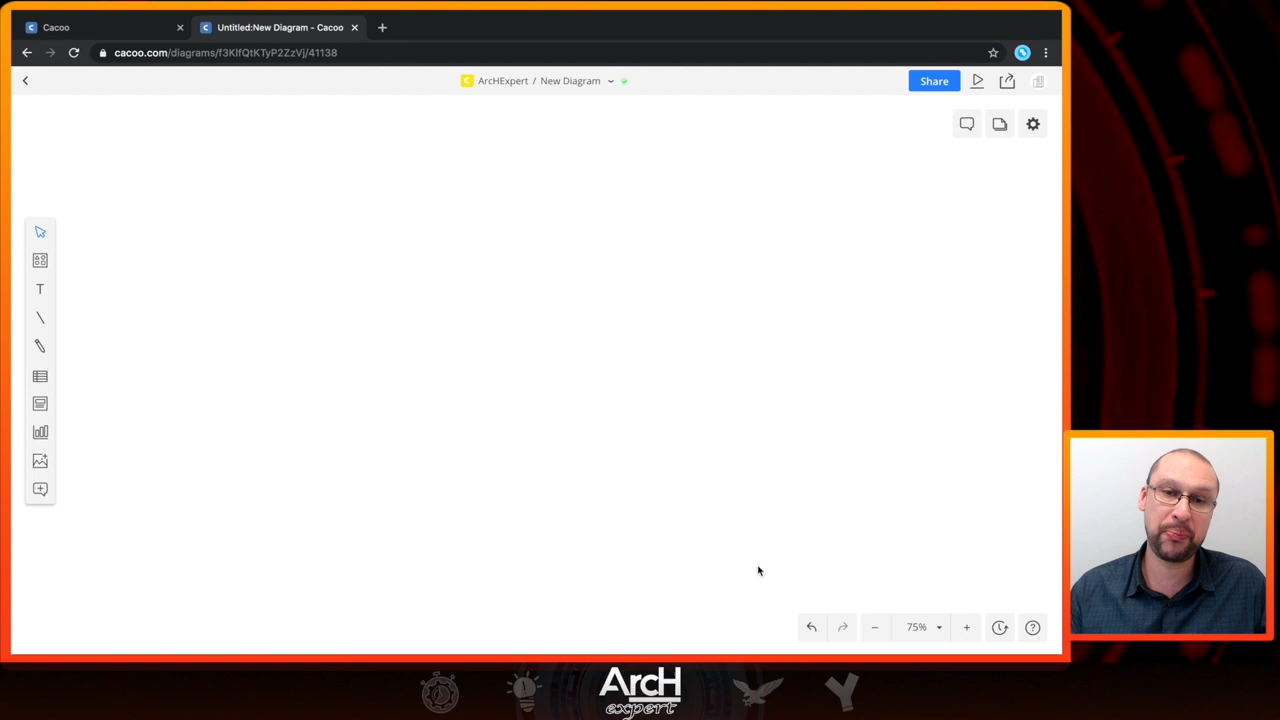 Cacoo
Untitled:New Diagram - Cacoo
cacoo.com/diagrams/f3KlfQtKTyP2ZzVj/41138
ArcHExpert / New Diagram
Share
T
75%
ArcH
expert